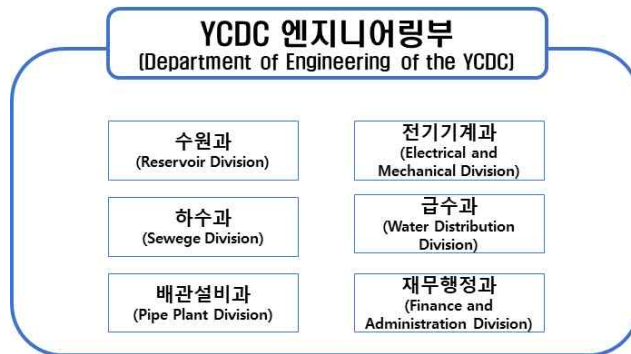 YCDC 엔지니어링부
(Department of Engineering of the YCDC)
수원과
(Reservoir Division)
전기기계과
(Electrical and
Mechanical Division)
하수과
(Sewege Division)
급수과
(Water Distribution
Division)
배관설비과
(Pipe Plant Division)
재무행정과
(Finance and
Administration Division)